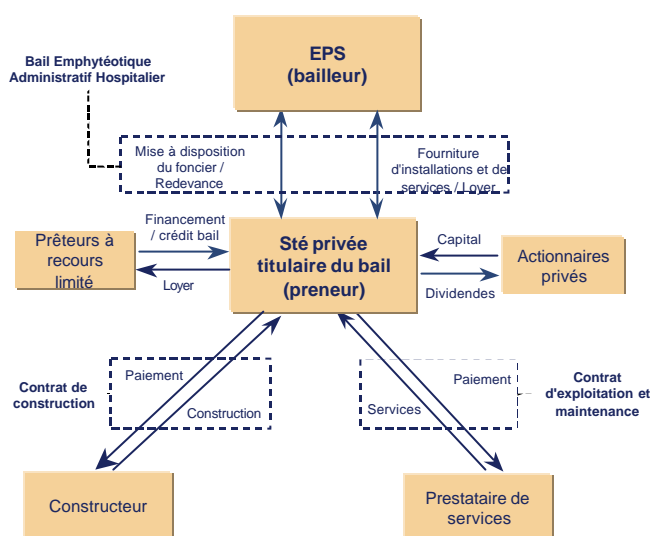 EPS
(bailleur)
Bail Emphytéotique
Administratif Hospitalier
Mise à disposition
du foncier /
Redevance
Fourniture
d'installations et de
services / Loyer
Financement
/ crédit bail
Prêteurs à
recours
limité
Loyer
Sté privée
titulaire du bail
(preneur)
Capital
Dividendes
Actionnaires
privés
Contrat de
construction
Paiement
Construction
Paiement
Services
Contrat
d'exploitation et
maintenance
Constructeur
Prestataire de
services